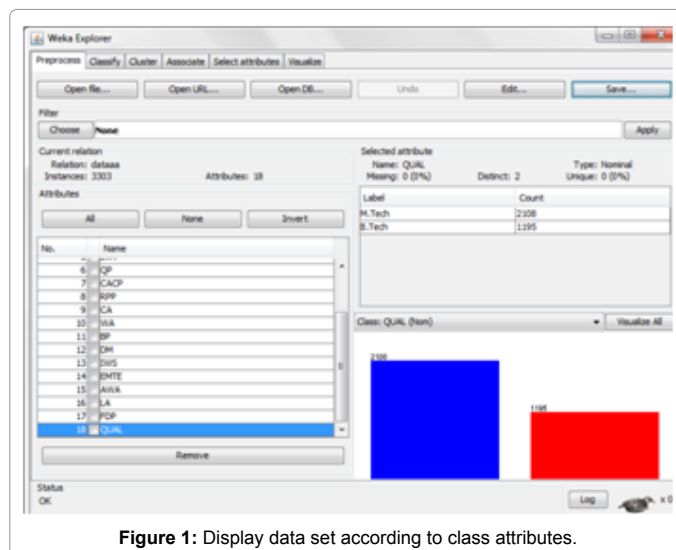 Weka Explorer
Preprocess Classify Cluster Associate Select attributes Visualize
Open file... Open URL... Open DB... Undo Edit... Save...
Filter
Choose None Apply
Current relation
Relation: dataaa
Instances: 3303 Attributes: 18
Attributes
All None Invert
No. Name
6 QP
7 CACP
8 RPP
9 CA
10 WA
11 BP
12 DM
13 IWS
14 EMTE
15 AWA
16 LA
17 FDP
18 QUAL
Remove
Selected attribute
Name: QUAL Type: Nominal
Missing: 0 (0%) Distinct: 2 Unique: 0 (0%)
Label Count
M.Tech 2108
B.Tech 1195
Class: QUAL (Nom) Visualize All
2108
1195
Status
OK
Log x 0
Figure 1: Display data set according to class attributes.